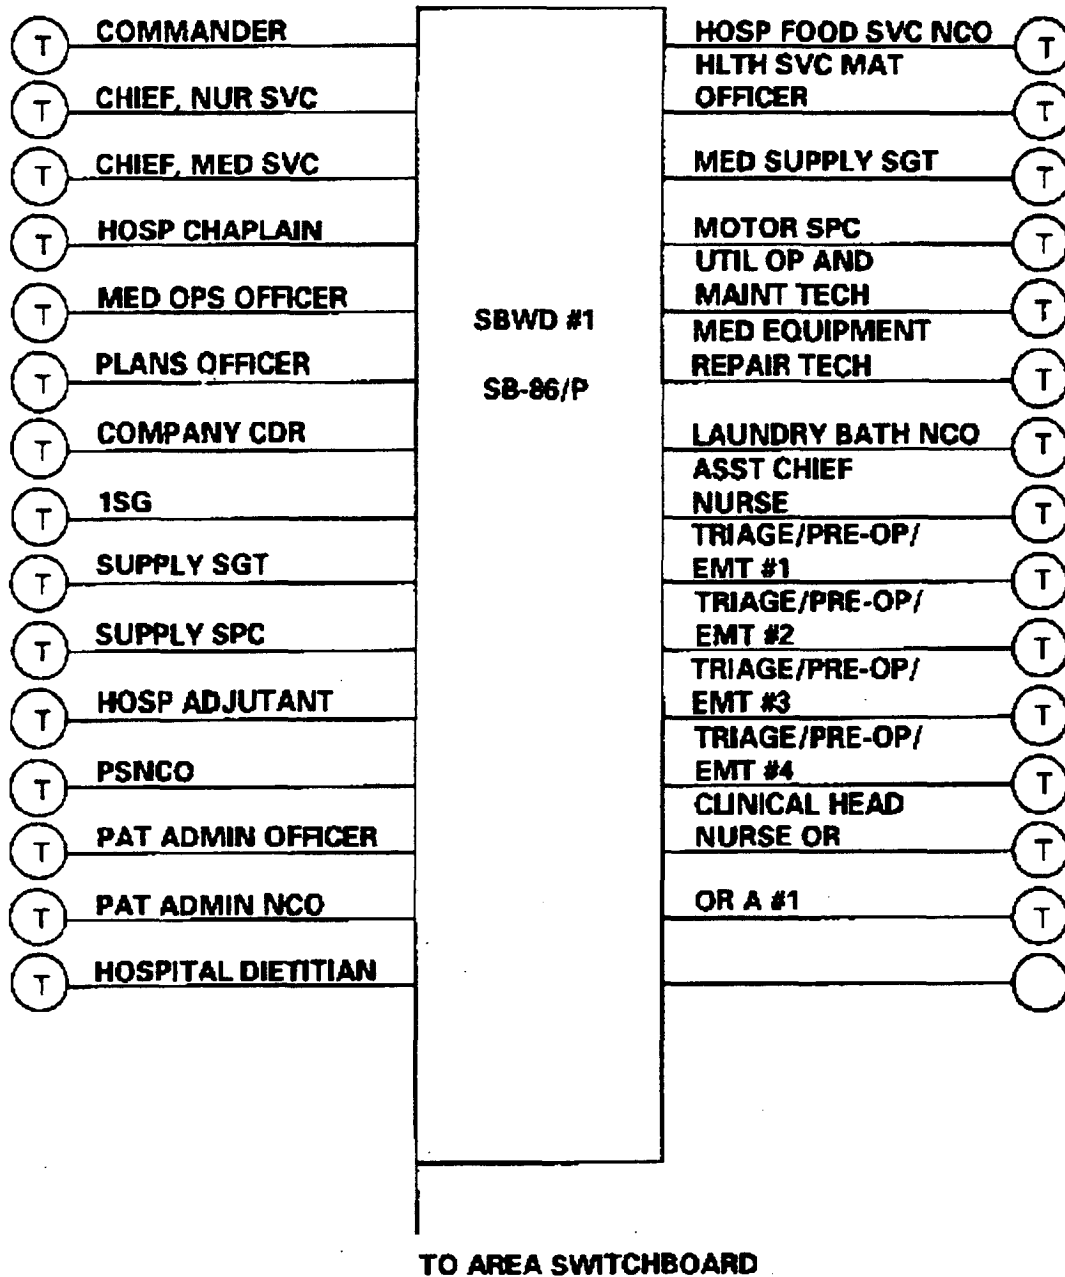 T COMMANDER
T CHIEF, NUR SVC
T CHIEF, MED SVC
T HOSP CHAPLAIN
T MED OPS OFFICER
T PLANS OFFICER
T COMPANY CDR
T 1SG
T SUPPLY SGT
T SUPPLY SPC
T HOSP ADJUTANT
T PSNCO
T PAT ADMIN OFFICER
T PAT ADMIN NCO
T HOSPITAL DIETITIAN
SBWD #1
SB-86/P
HOSP FOOD SVC NCO T
HLTH SVC MAT
OFFICER T
MED SUPPLY SGT T
MOTOR SPC T
UTIL OP AND
MAINT TECH T
MED EQUIPMENT
REPAIR TECH T
LAUNDRY BATH NCO T
ASST CHIEF
NURSE T
TRIAGE/PRE-OP/
EMT #1 T
TRIAGE/PRE-OP/
EMT #2 T
TRIAGE/PRE-OP/
EMT #3 T
TRIAGE/PRE-OP/
EMT #4 T
CLINICAL HEAD
NURSE OR T
OR A #1 T
TO AREA SWITCHBOARD